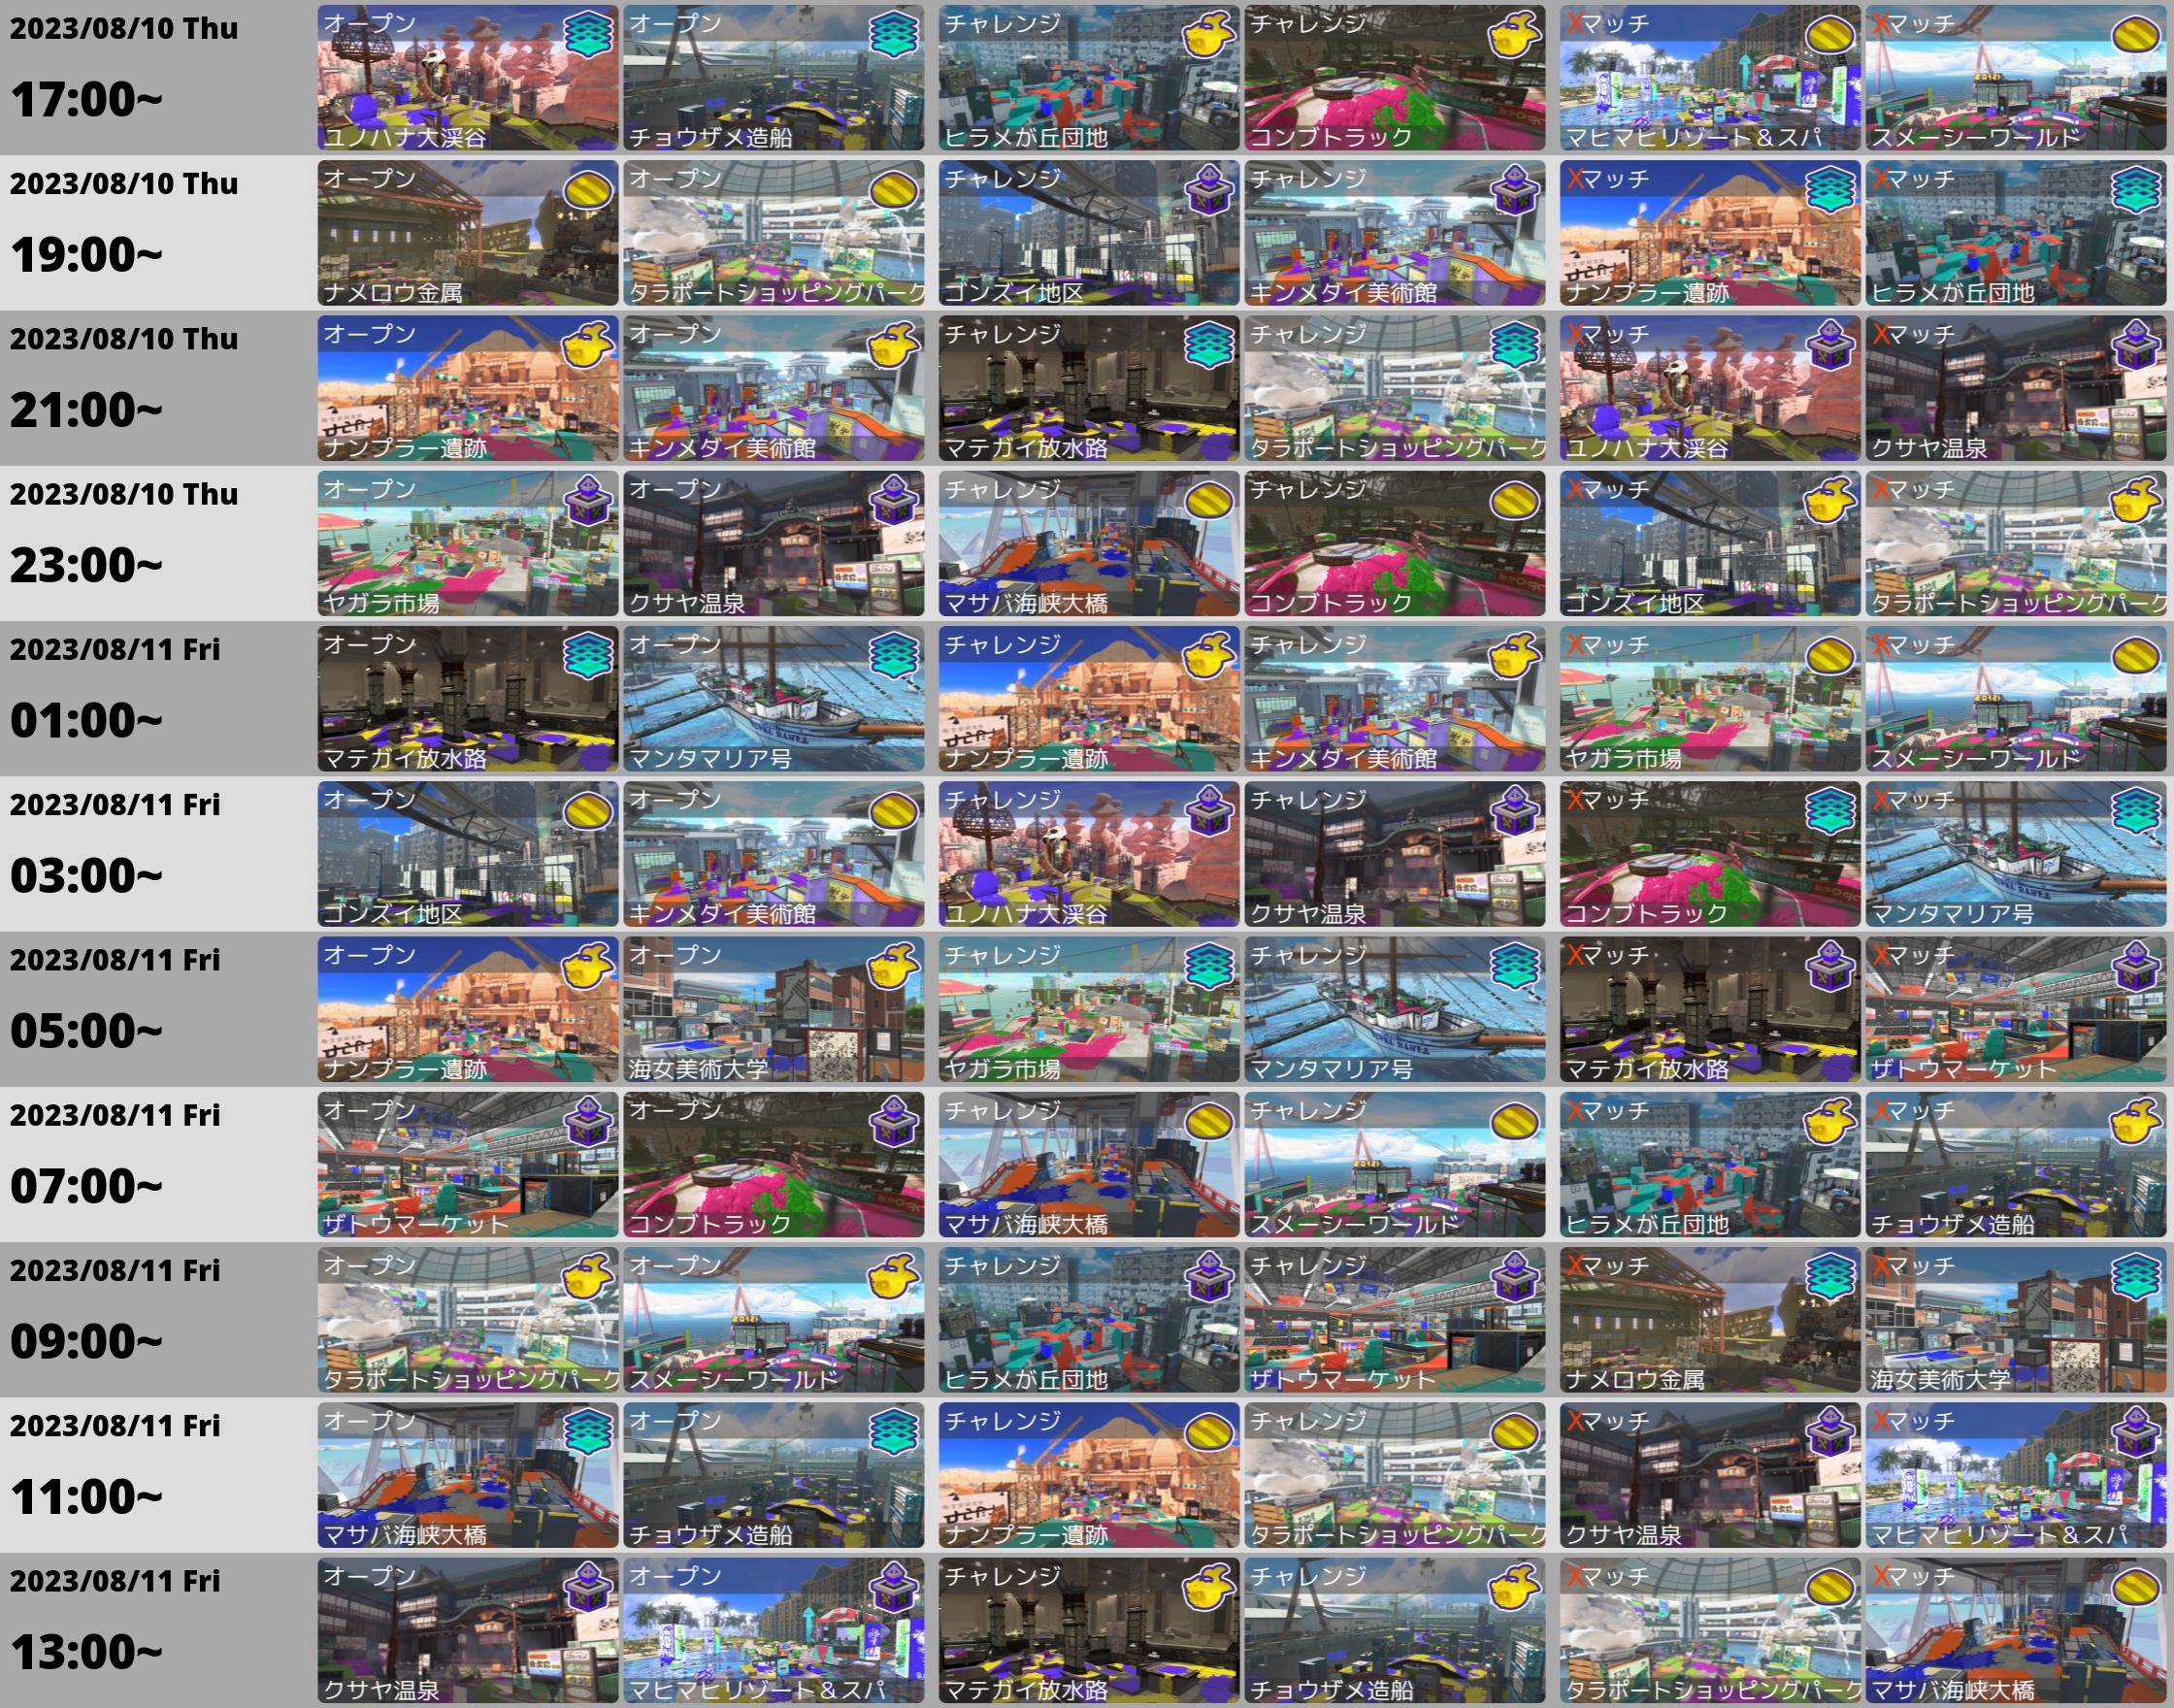 2023/08/10 Thu
17:00~
オープン
ユノハナ大渓谷
オープン
チョウザメ造船
チャレンジ
ヒラメが丘団地
チャレンジ
コンブトラック
Xマッチ
マヒマヒリゾート&スパ
Xマッチ
スメーシーワールド
2023/08/10 Thu
19:00~
オープン
ナメロウ金属
オープン
タラポートショッピングパーク
チャレンジ
ゴンズイ地区
チャレンジ
キンメダイ美術館
Xマッチ
ナンプラー遺跡
Xマッチ
ヒラメが丘団地
2023/08/10 Thu
21:00~
オープン
ナンプラー遺跡
オープン
キンメダイ美術館
チャレンジ
マテガイ放水路
チャレンジ
タラポートショッピングパーク
Xマッチ
ユノハナ大渓谷
Xマッチ
クサヤ温泉
2023/08/10 Thu
23:00~
オープン
ヤガラ市場
オープン
クサヤ温泉
チャレンジ
マサバ海峡大橋
チャレンジ
コンブトラック
Xマッチ
ゴンズイ地区
Xマッチ
タラポートショッピングパーク
2023/08/11 Fri
01:00~
オープン
マテガイ放水路
オープン
マンタマリア号
チャレンジ
ナンプラー遺跡
チャレンジ
キンメダイ美術館
Xマッチ
ヤガラ市場
Xマッチ
スメーシーワールド
2023/08/11 Fri
03:00~
オープン
ゴンズイ地区
オープン
キンメダイ美術館
チャレンジ
ユノハナ大渓谷
チャレンジ
クサヤ温泉
Xマッチ
コンブトラック
Xマッチ
マンタマリア号
2023/08/11 Fri
05:00~
オープン
ナンプラー遺跡
オープン
海女美術大学
チャレンジ
ヤガラ市場
チャレンジ
マンタマリア号
Xマッチ
マテガイ放水路
Xマッチ
ザトウマーケット
2023/08/11 Fri
07:00~
オープン
ザトウマーケット
オープン
コンブトラック
チャレンジ
マサバ海峡大橋
チャレンジ
スメーシーワールド
Xマッチ
ヒラメが丘団地
Xマッチ
チョウザメ造船
2023/08/11 Fri
09:00~
オープン
タラポートショッピングパーク
オープン
スメーシーワールド
チャレンジ
ヒラメが丘団地
チャレンジ
ザトウマーケット
Xマッチ
ナメロウ金属
Xマッチ
海女美術大学
2023/08/11 Fri
11:00~
オープン
マサバ海峡大橋
オープン
チョウザメ造船
チャレンジ
ナンプラー遺跡
チャレンジ
タラポートショッピングパーク
Xマッチ
クサヤ温泉
Xマッチ
マヒマヒリゾート&スパ
2023/08/11 Fri
13:00~
オープン
クサヤ温泉
オープン
マヒマヒリゾート&スパ
チャレンジ
マテガイ放水路
チャレンジ
チョウザメ造船
Xマッチ
タラポートショッピングパーク
Xマッチ
マサバ海峡大橋